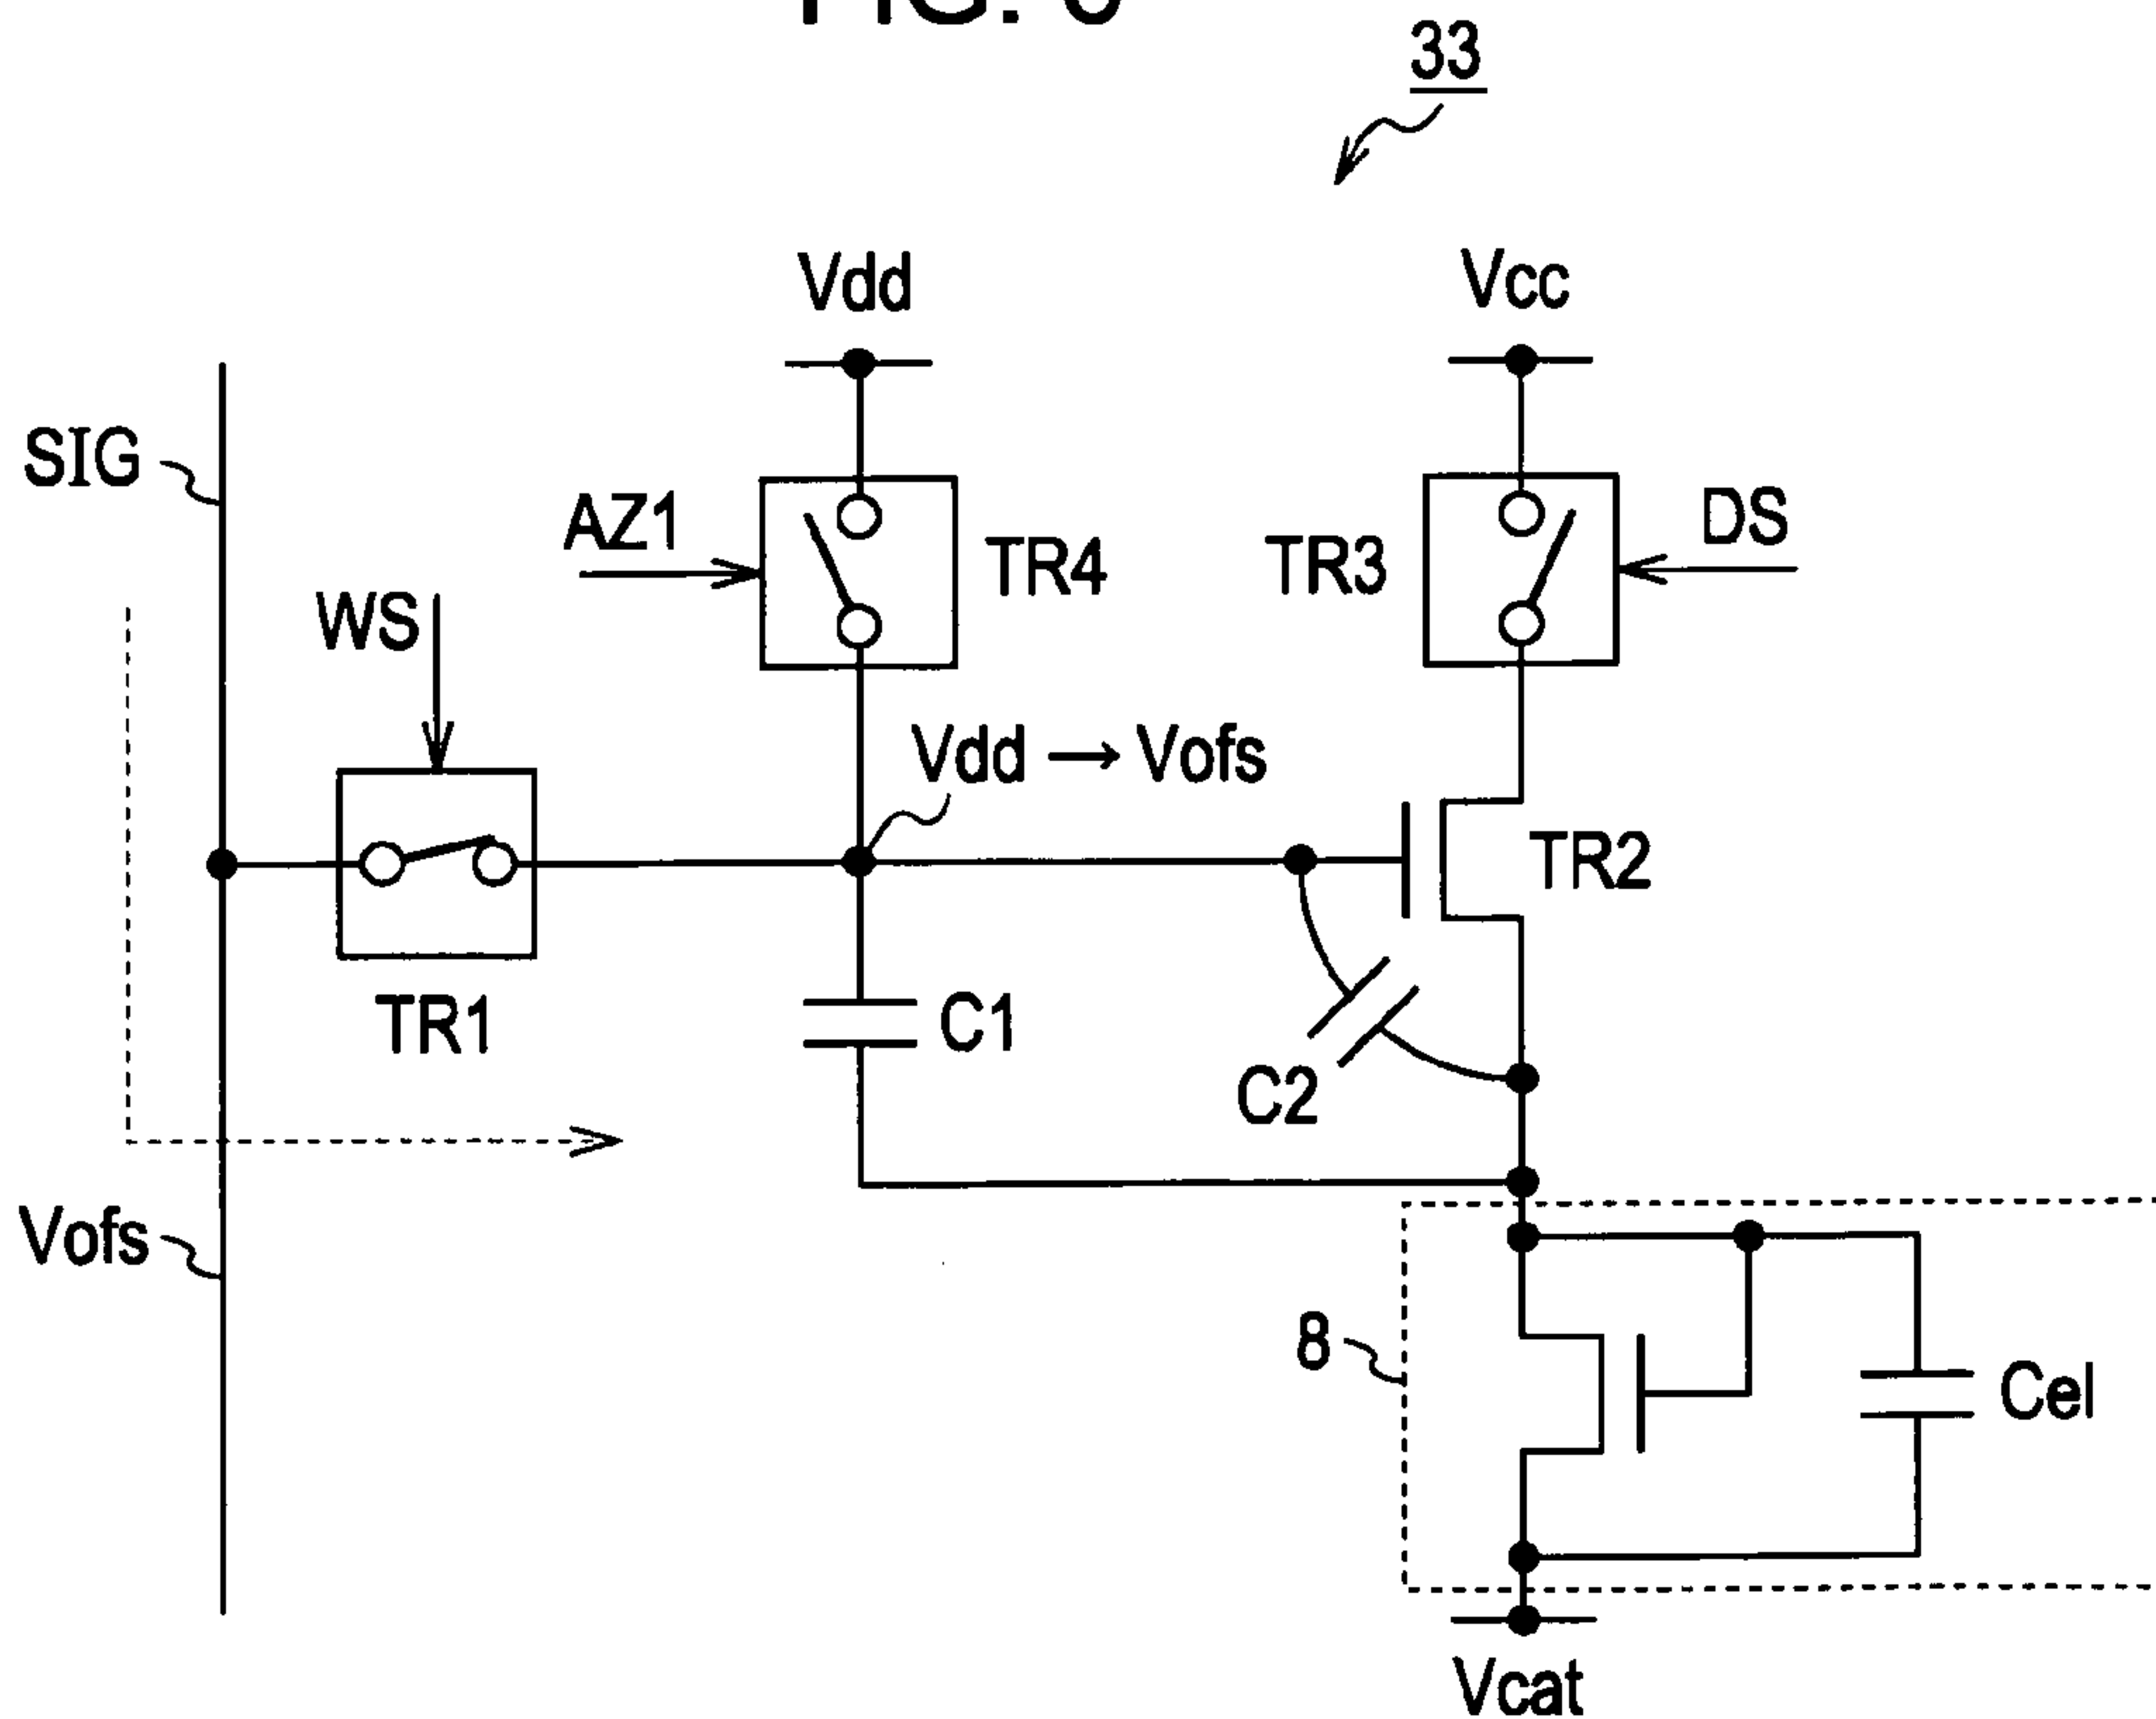 FIG.
33
Vdd
Vcc
SIG
AZ1
TR4
TR3
DS
WS
Vdd → Vofs
TR2
TR1
C1
C2
Vofs
8
Cel
Vcat